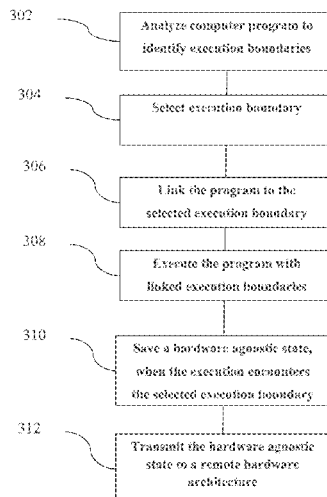 302
Analyze computer program to
identify execution boundaries
304
Select execution boundary
306
Link the program to the
selected execution boundary
308
Execute the program with
linked execution boundaries
310
Save a hardware agnostic state,
when the execution encounters
the selected execution boundary
312
Transmit the hardware agnostic
state to a remote hardware
architecture